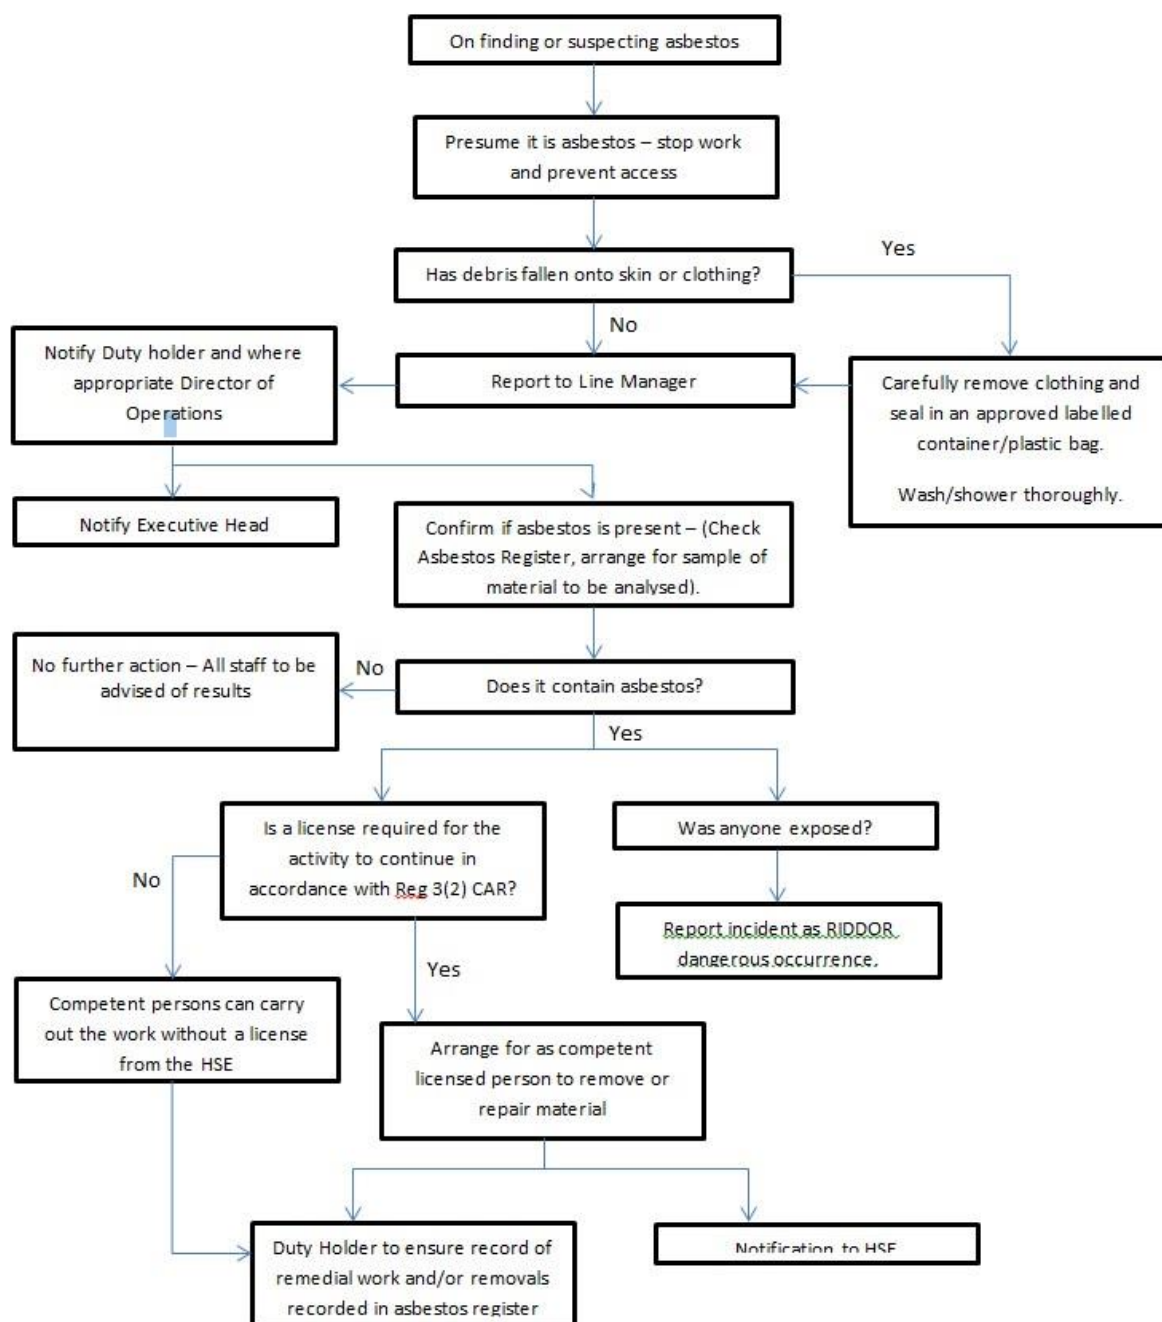 On finding or suspecting asbestos
Presume it is asbestos – stop work
and prevent access
Has debris fallen onto skin or clothing?
Yes
No
Notify Duty holder and where
appropriate Director of
Operations
Report to Line Manager
Carefully remove clothing and
seal in an approved labelled
container/plastic bag.
Wash/shower thoroughly.
Notify Executive Head
Confirm if asbestos is present – (Check
Asbestos Register, arrange for sample of
material to be analysed).
No further action – All staff to be
advised of results
No
Does it contain asbestos?
Yes
Is a license required for the
activity to continue in
accordance with Reg 3(2) CAR?
Was anyone exposed?
No
Report incident as RIDDOR
dangerous occurrence.
Yes
Competent persons can carry
out the work without a license
from the HSE
Arrange for as competent
licensed person to remove or
repair material
Duty Holder to ensure record of
remedial work and/or removals
recorded in asbestos register
Notification to HSE